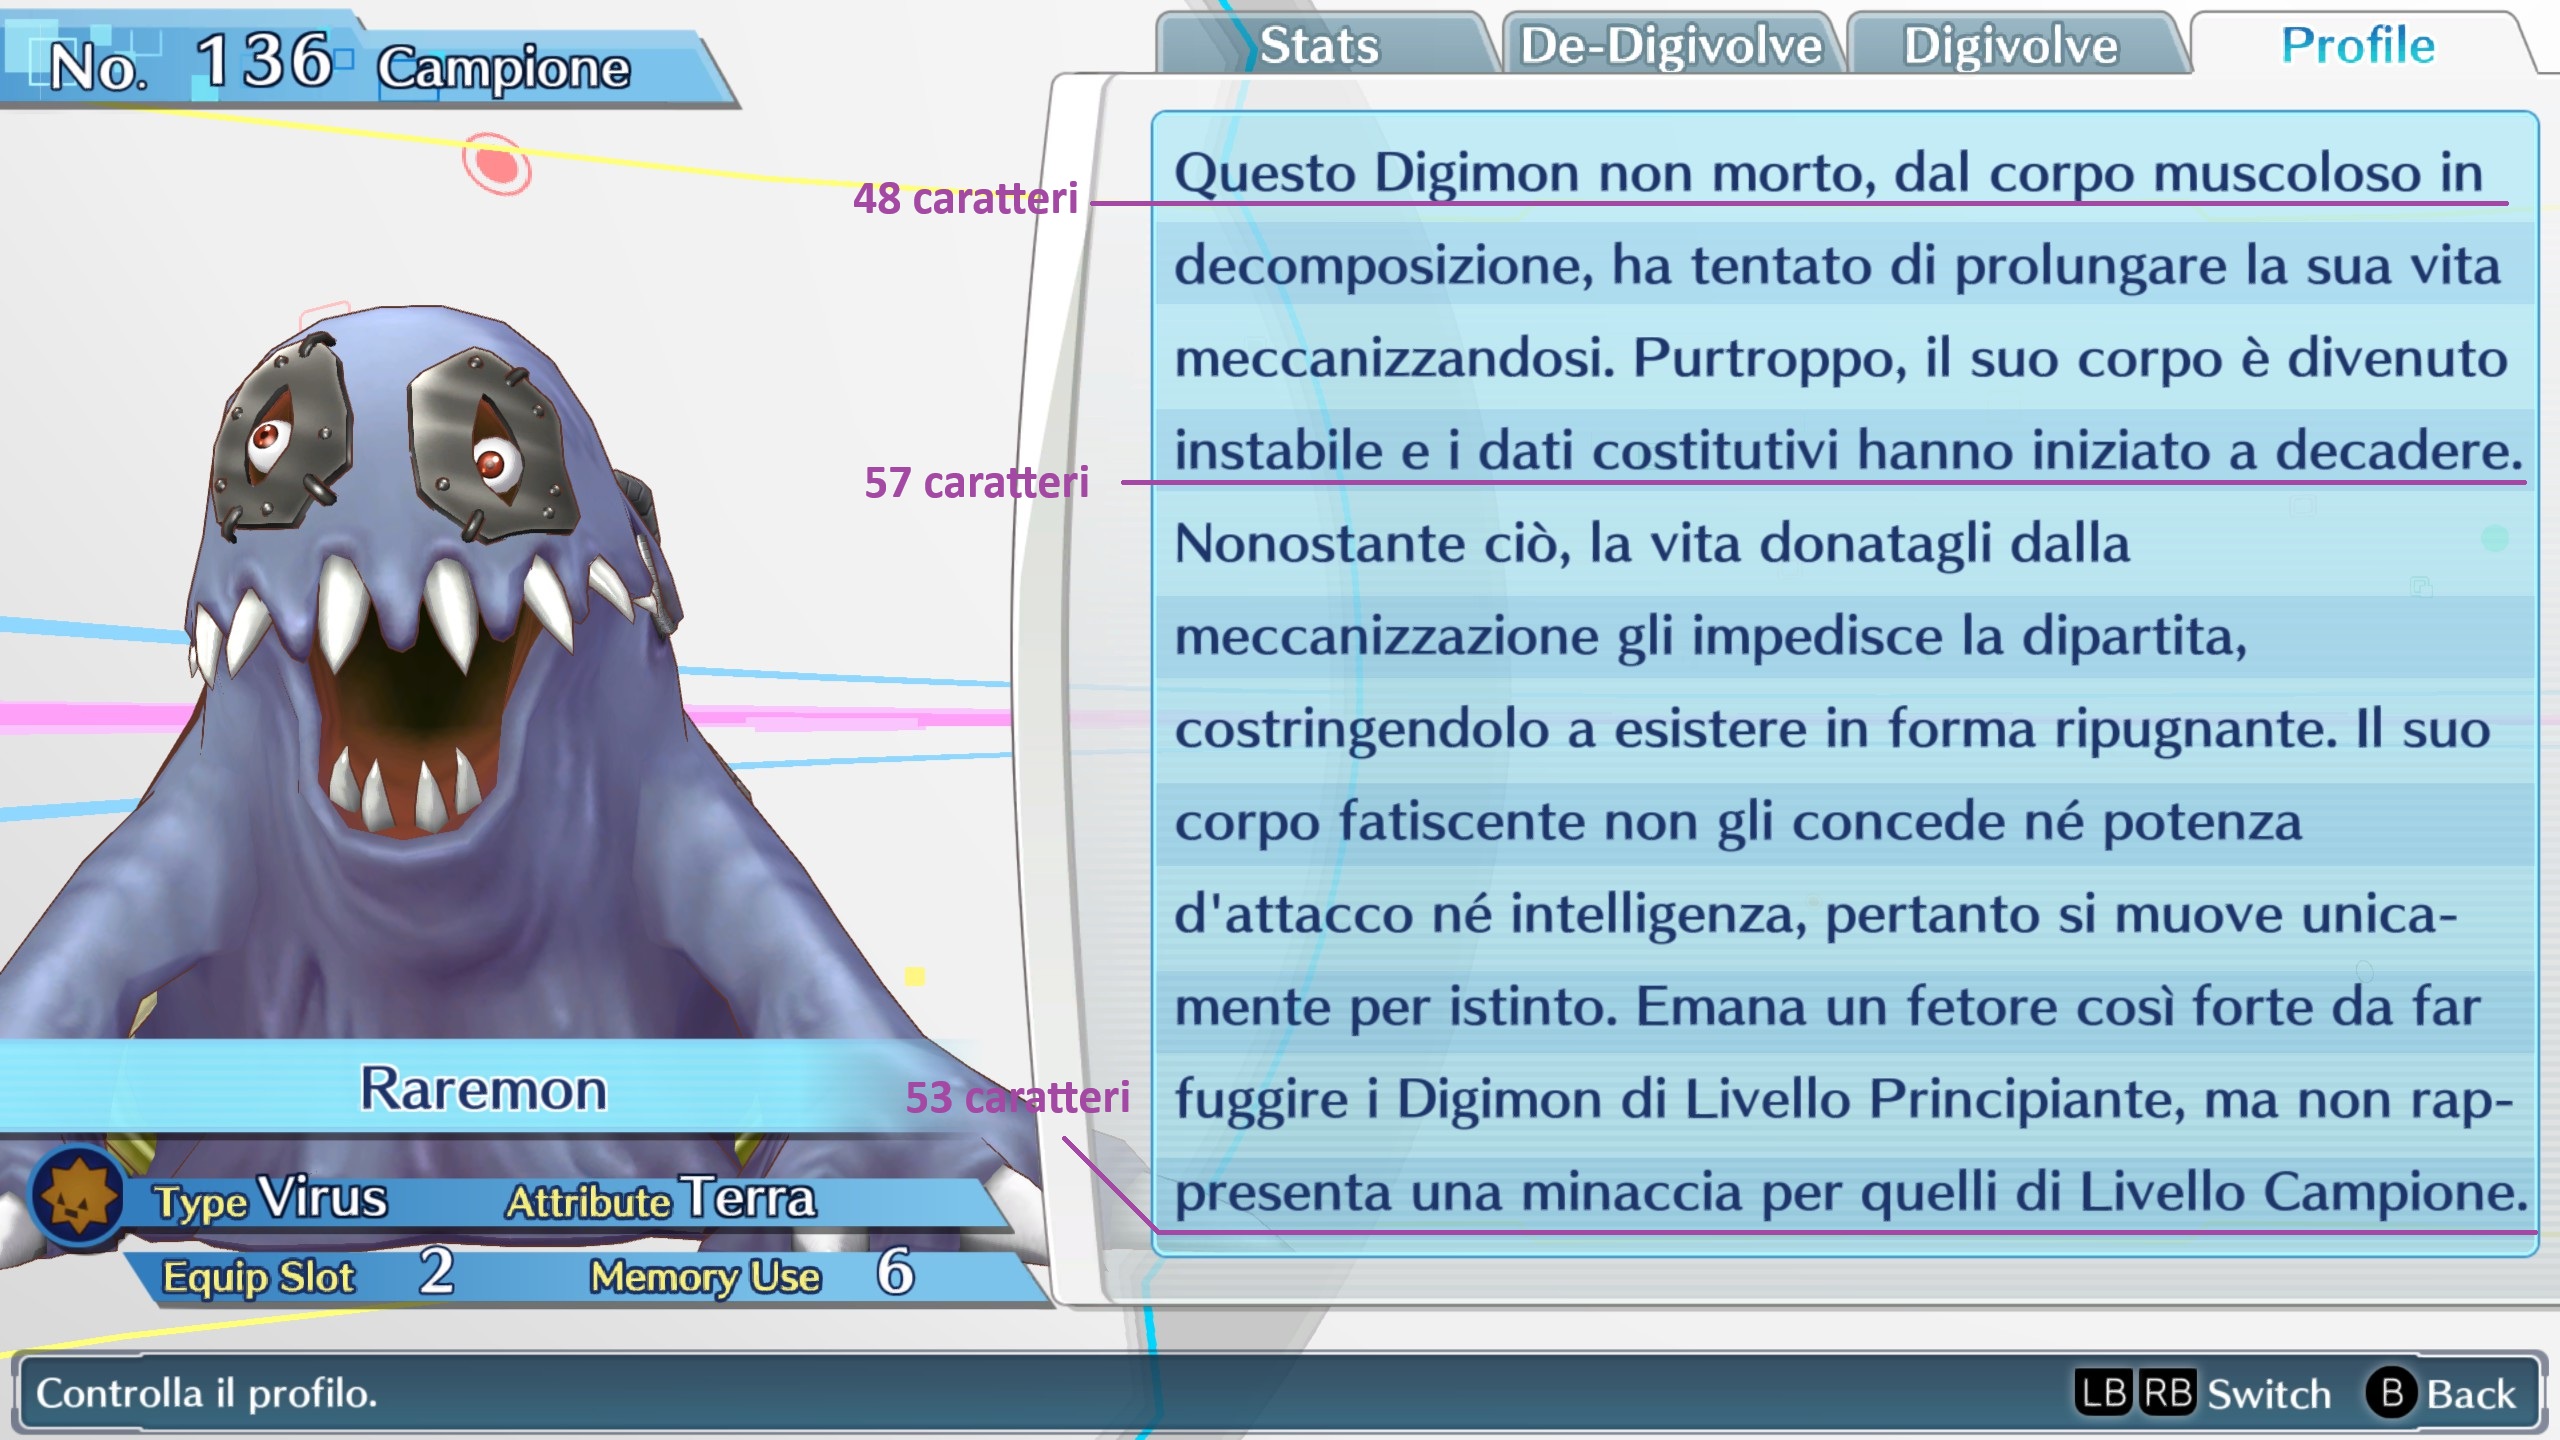 No. 136 Campione
Stats
De-Digivolve
Digivolve
Profile
Questo Digimon non morto, dal corpo muscoloso in
48 caratteri
decomposizione, ha tentato di prolungare la sua vita
meccanizzandosi. Purtroppo, il suo corpo è divenuto
instabile e i dati costitutivi hanno iniziato a decadere.
57 caratteri
Nonostante ciò, la vita donatagli dalla
meccanizzazione gli impedisce la dipartita,
costringendolo a esistere in forma ripugnante. Il suo
corpo fatiscente non gli concede né potenza
d'attacco né intelligenza, pertanto si muove unica-
mente per istinto. Emana un fetore così forte da far
fuggire i Digimon di Livello Principiante, ma non rap-
53 caratteri
presenta una minaccia per quelli di Livello Campione.
Raremon
Type Virus Attribute Terra
Equip Slot 2 Memory Use 6
Controlla il profilo.
LB RB Switch B Back